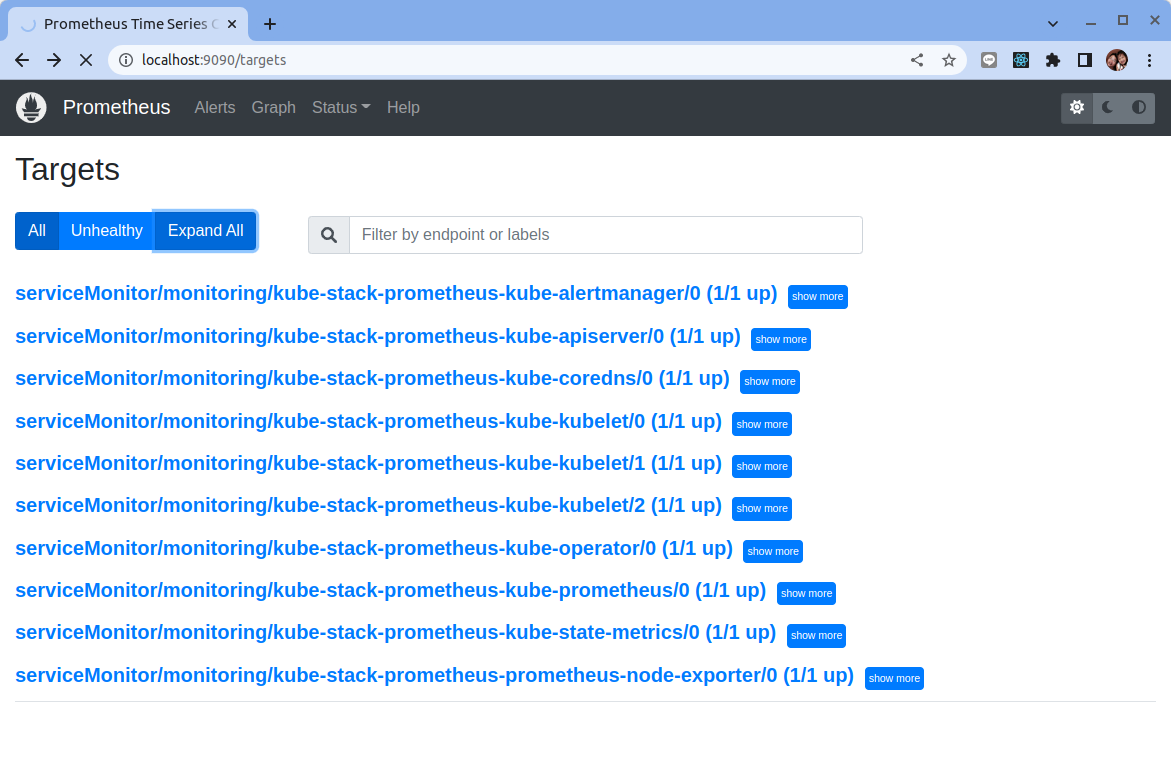 Prometheus Time Series C
localhost:9090/targets
Prometheus Alerts Graph Status Help
Targets
All Unhealthy Expand All Filter by endpoint or labels
serviceMonitor/monitoring/kube-stack-prometheus-kube-alertmanager/0 (1/1 up) show more
serviceMonitor/monitoring/kube-stack-prometheus-kube-apiserver/0 (1/1 up) show more
serviceMonitor/monitoring/kube-stack-prometheus-kube-coredns/0 (1/1 up) show more
serviceMonitor/monitoring/kube-stack-prometheus-kube-kubelet/0 (1/1 up) show more
serviceMonitor/monitoring/kube-stack-prometheus-kube-kubelet/1 (1/1 up) show more
serviceMonitor/monitoring/kube-stack-prometheus-kube-kubelet/2 (1/1 up) show more
serviceMonitor/monitoring/kube-stack-prometheus-kube-operator/0 (1/1 up) show more
serviceMonitor/monitoring/kube-stack-prometheus-kube-prometheus/0 (1/1 up) show more
serviceMonitor/monitoring/kube-stack-prometheus-kube-state-metrics/0 (1/1 up) show more
serviceMonitor/monitoring/kube-stack-prometheus-prometheus-node-exporter/0 (1/1 up) show more